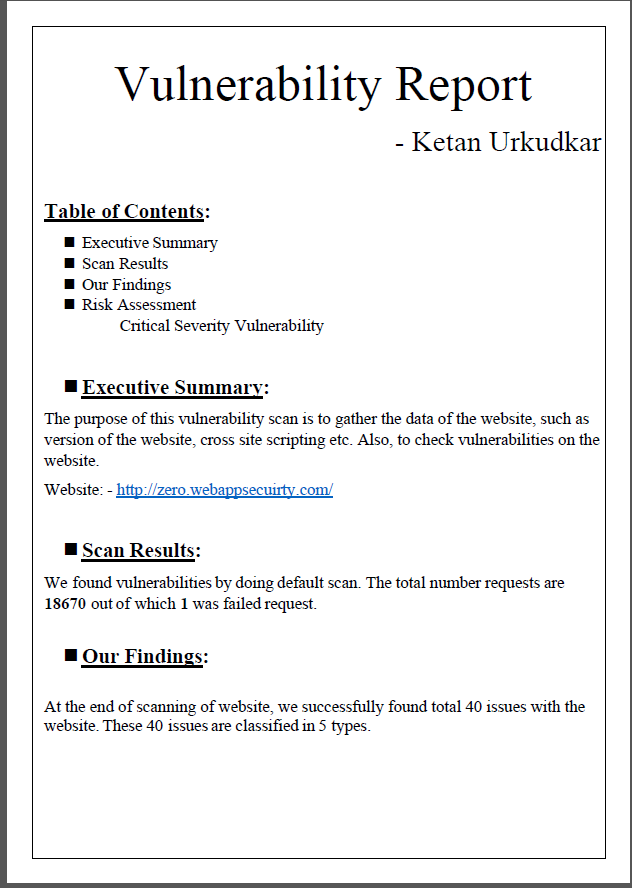 Vulnerability Report
- Ketan Urkudkar
Table of Contents:
■ Executive Summary
■ Scan Results
■ Our Findings
■ Risk Assessment
Critical Severity Vulnerability
■ Executive Summary:
The purpose of this vulnerability scan is to gather the data of the website, such as
version of the website, cross site scripting etc. Also, to check vulnerabilities on the
website.
Website: - http://zero.webappsecuirty.com/
■ Scan Results:
We found vulnerabilities by doing default scan. The total number requests are
18670 out of which 1 was failed request.
■ Our Findings:
At the end of scanning of website, we successfully found total 40 issues with the
website. These 40 issues are classified in 5 types.